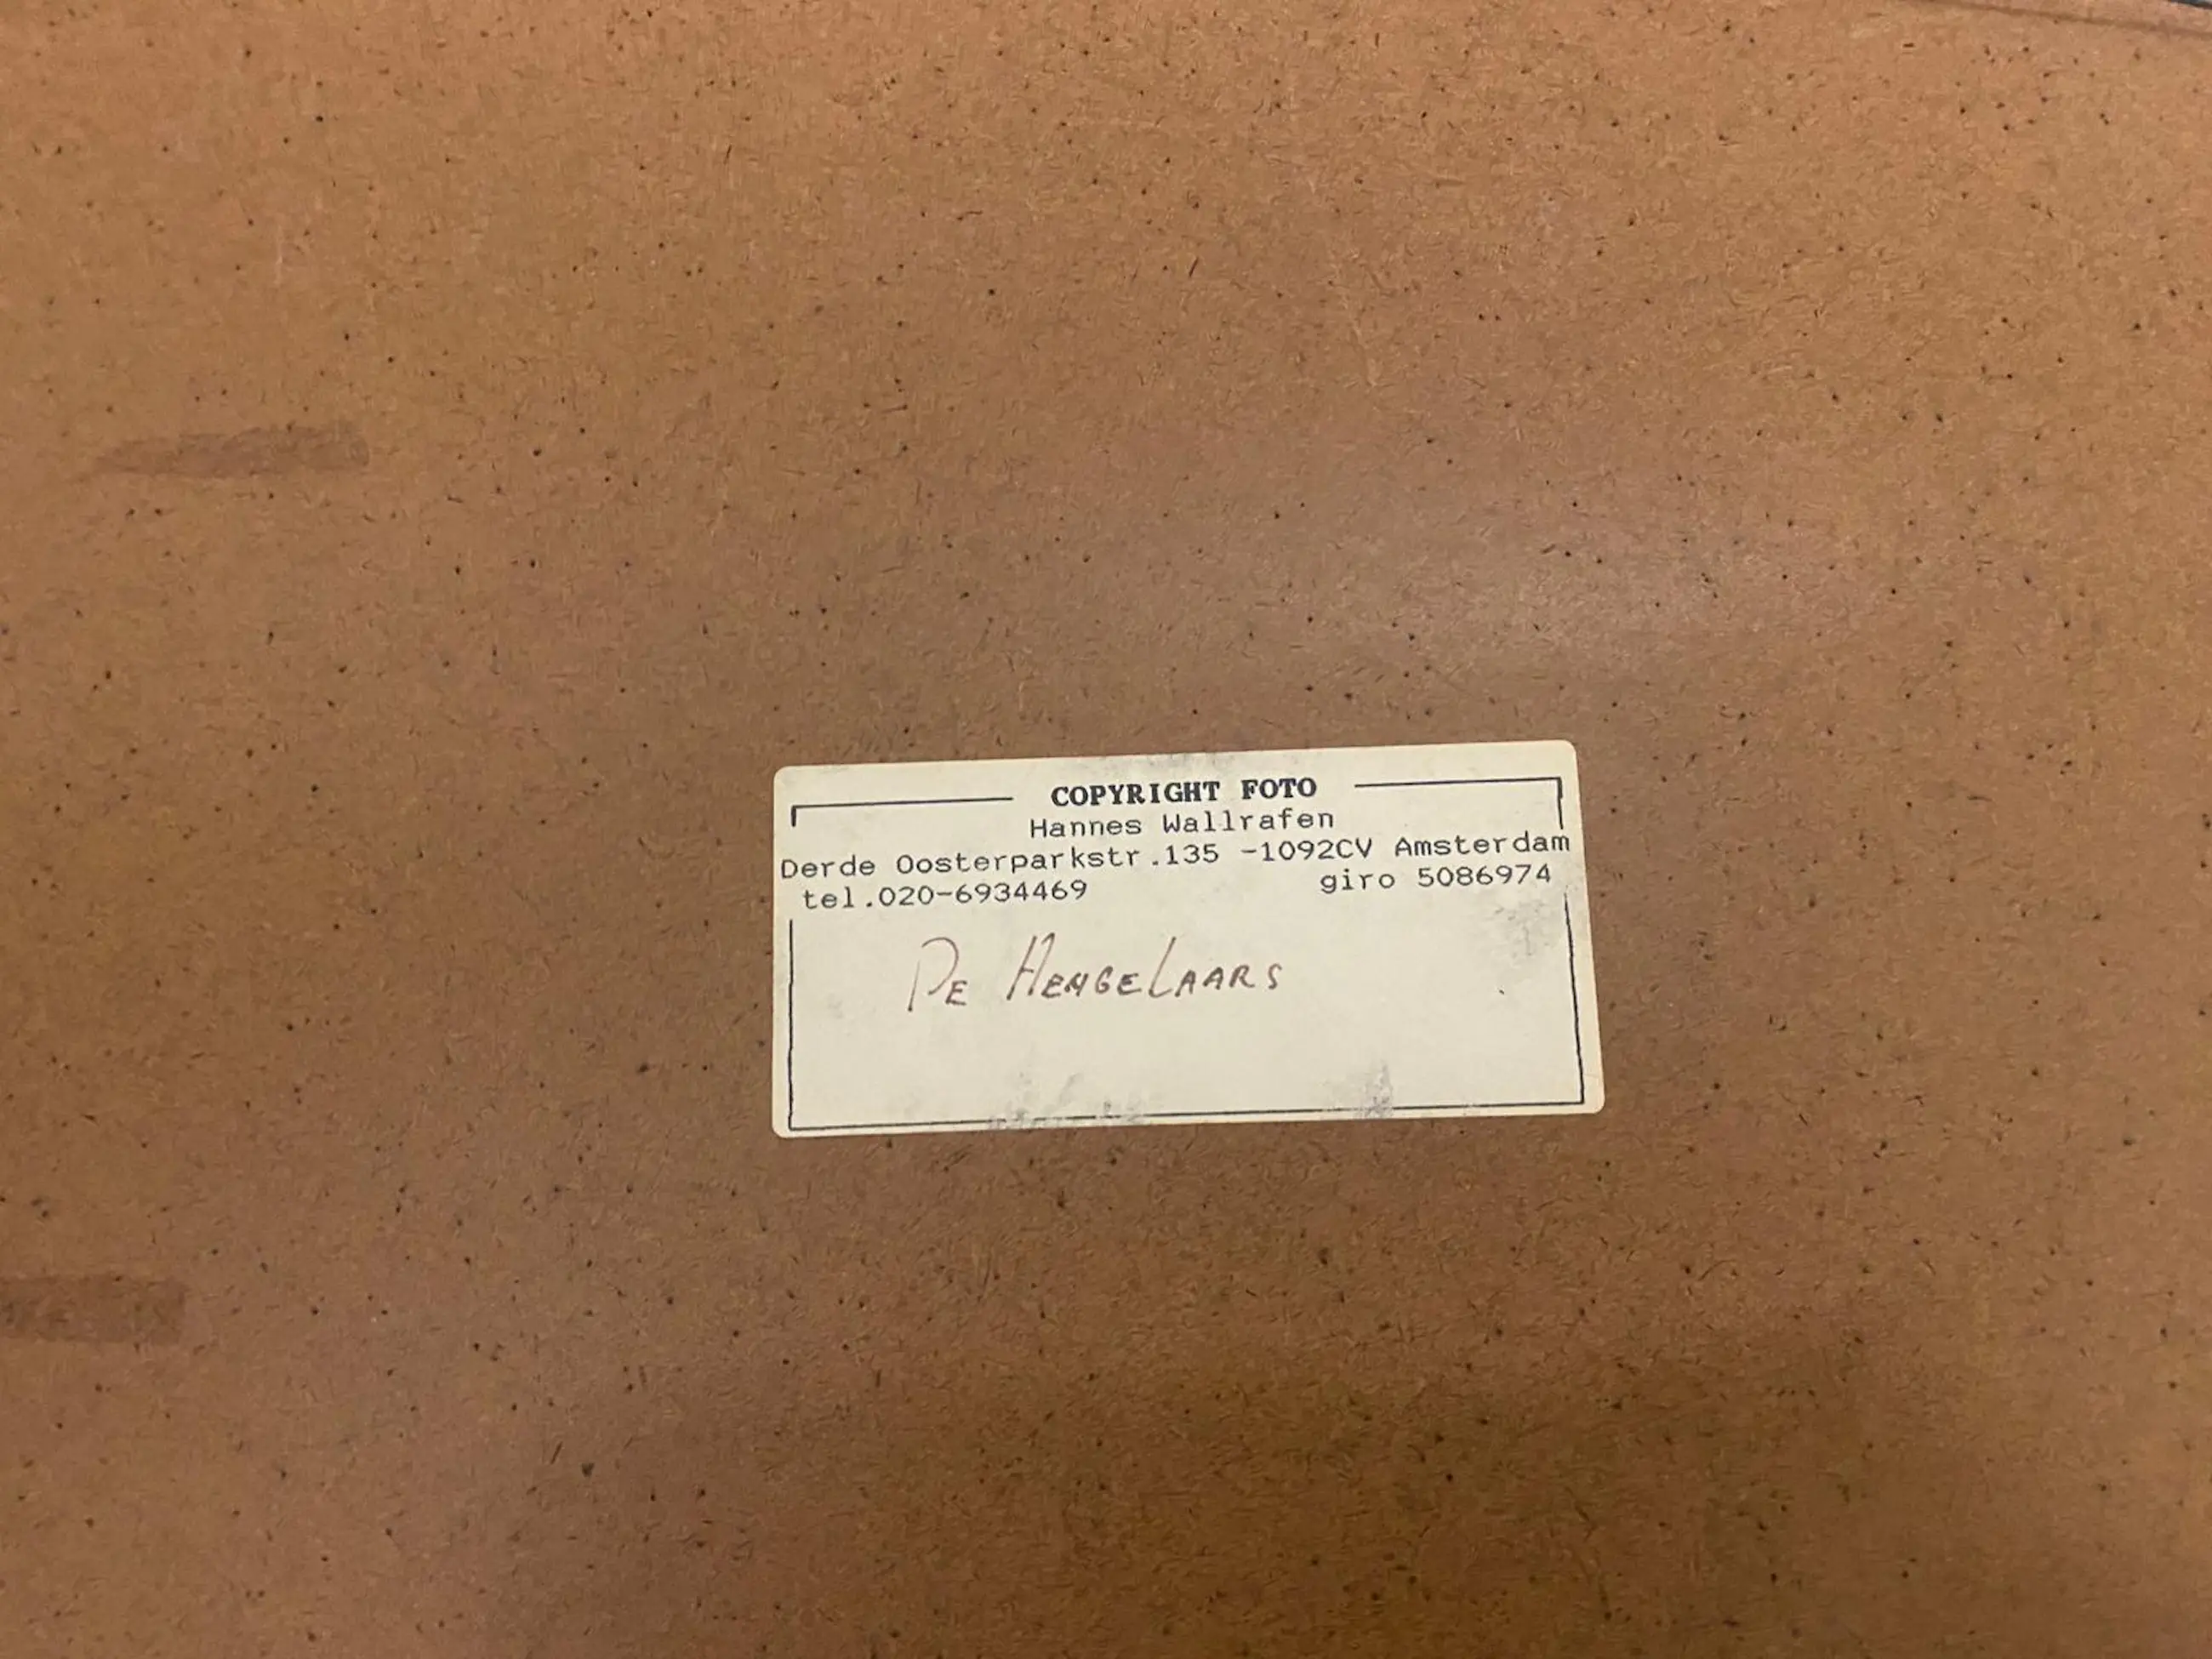 COPYRIGHT FOTO
Hannes Wallrafen
Derde Oosterparkstr.135 -1092CV Amsterdam
tel.020-6934469 giro 5086974
DE HENGELAARS